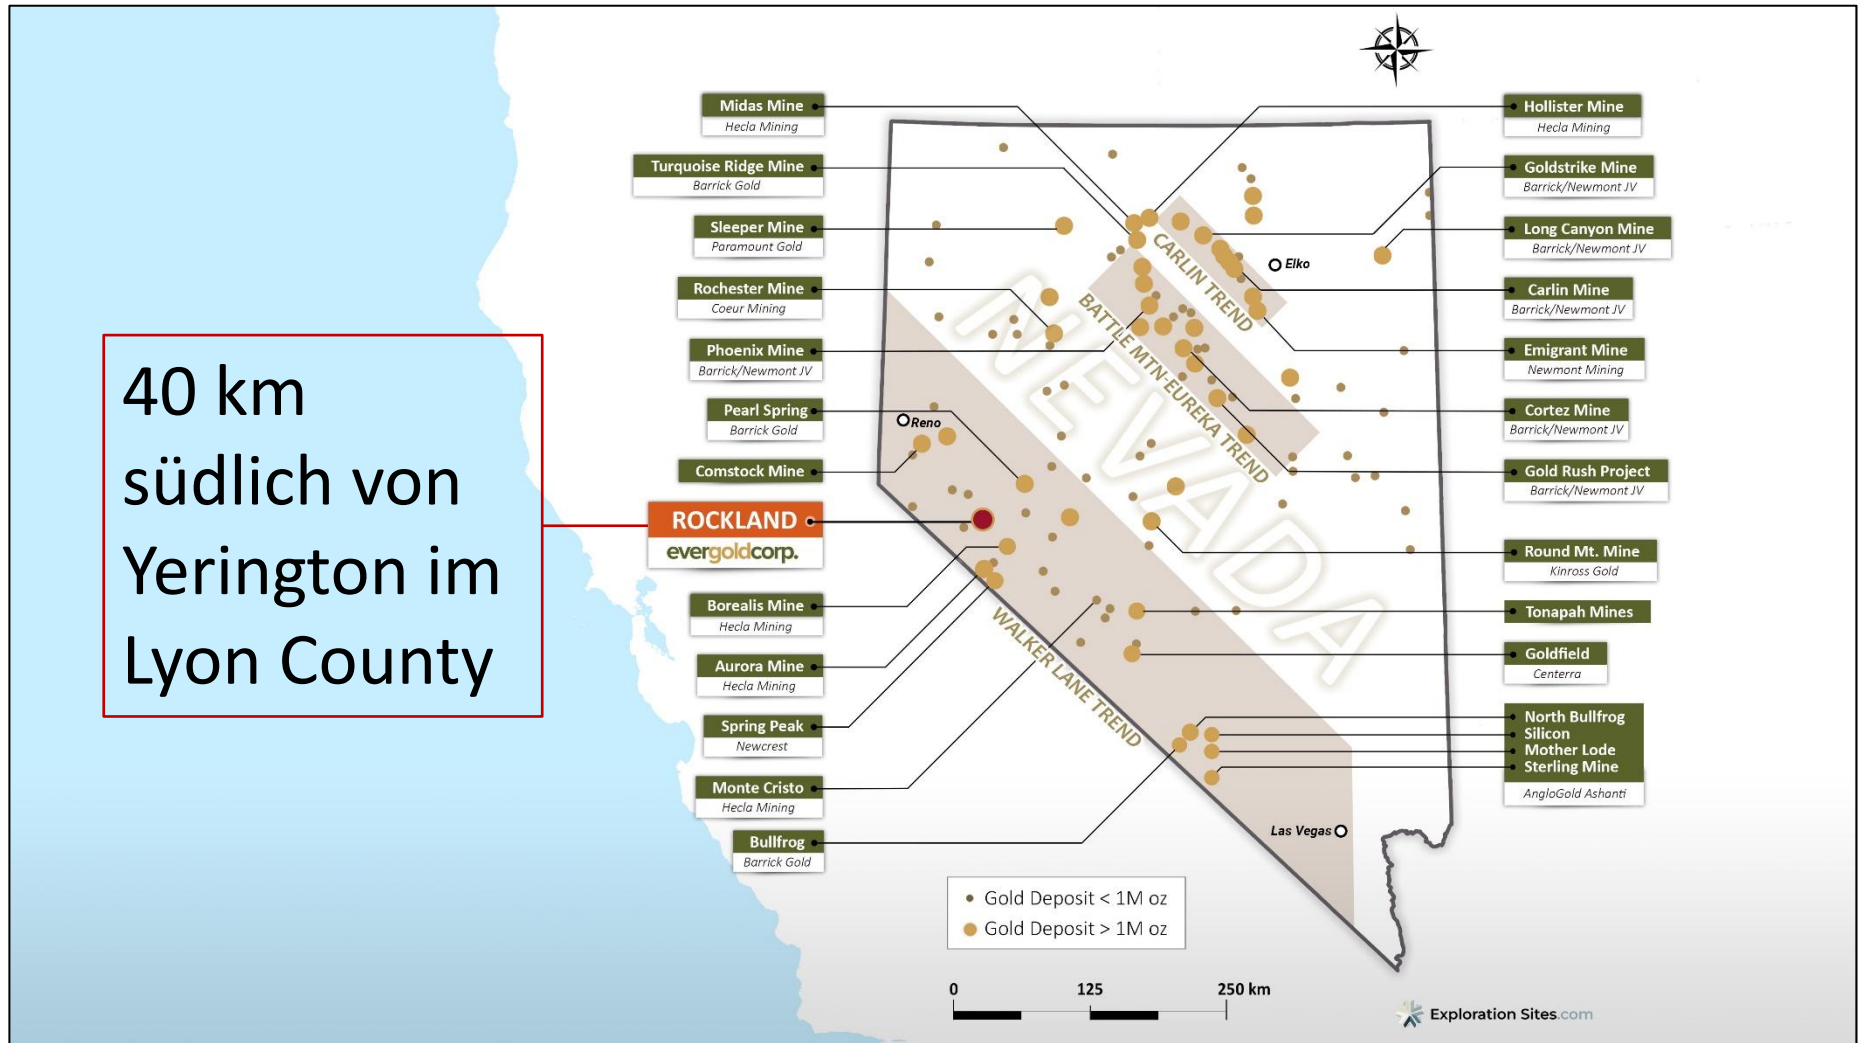 40 km
südlich von
Yerington im
Lyon County
Midas Mine
Hecla Mining
Turquoise Ridge Mine
Barrick Gold
Sleeper Mine
Paramount Gold
Rochester Mine
Coeur Mining
Phoenix Mine
Barrick/Newmont JV
Pearl Spring
Barrick Gold
Comstock Mine
ROCKLAND
evergoldcorp.
Borealis Mine
Hecla Mining
Aurora Mine
Hecla Mining
Spring Peak
Newcrest
Monte Cristo
Hecla Mining
Bullfrog
Barrick Gold
NEVADA
CARLIN TREND
BATTLE MTN-EUREKA TREND
WALKER LANE TREND
Elko
Reno
Las Vegas
Hollister Mine
Hecla Mining
Goldstrike Mine
Barrick/Newmont JV
Long Canyon Mine
Barrick/Newmont JV
Carlin Mine
Barrick/Newmont JV
Emigrant Mine
Newmont Mining
Cortez Mine
Barrick/Newmont JV
Gold Rush Project
Barrick/Newmont JV
Round Mt. Mine
Kinross Gold
Tonapah Mines
Goldfield
Centerra
North Bullfrog
Silicon
Mother Lode
Sterling Mine
AngloGold Ashanti
Gold Deposit < 1M oz
Gold Deposit > 1M oz
0 125 250 km
Exploration Sites.com